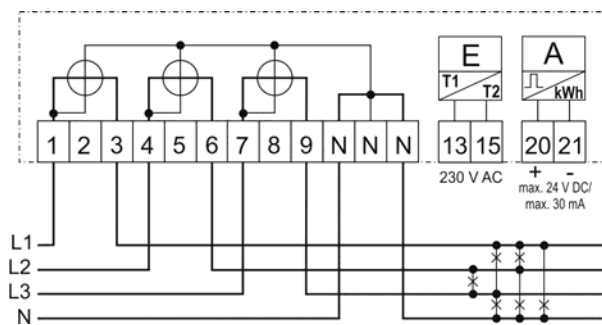 E
A
T1
T2
kWh
1 2 3 4 5 6 7 8 9 N N N
13 15
20 21
230 V AC
+ -
max. 24 V DC/
max. 30 mA
L1
L2
L3
N